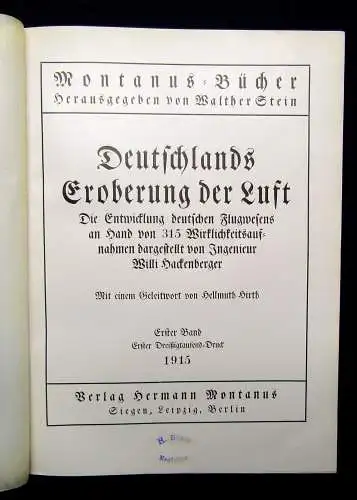 Montanus-Bücher
Herausgegeben von Walther Stein
Deutschlands
Eroberung der Luft
Die Entwicklung deutschen Flugwesens
an Hand von 315 Wirklichkeitsauf-
nahmen dargestellt von Ingenieur
Willi Hackenberger
Mit einem Geleitwort von Hellmuth Hirth
Erster Band
Erster Dreißigtausend-Druck
1915
Verlag Hermann Montanus
Siegen, Leipzig, Berlin